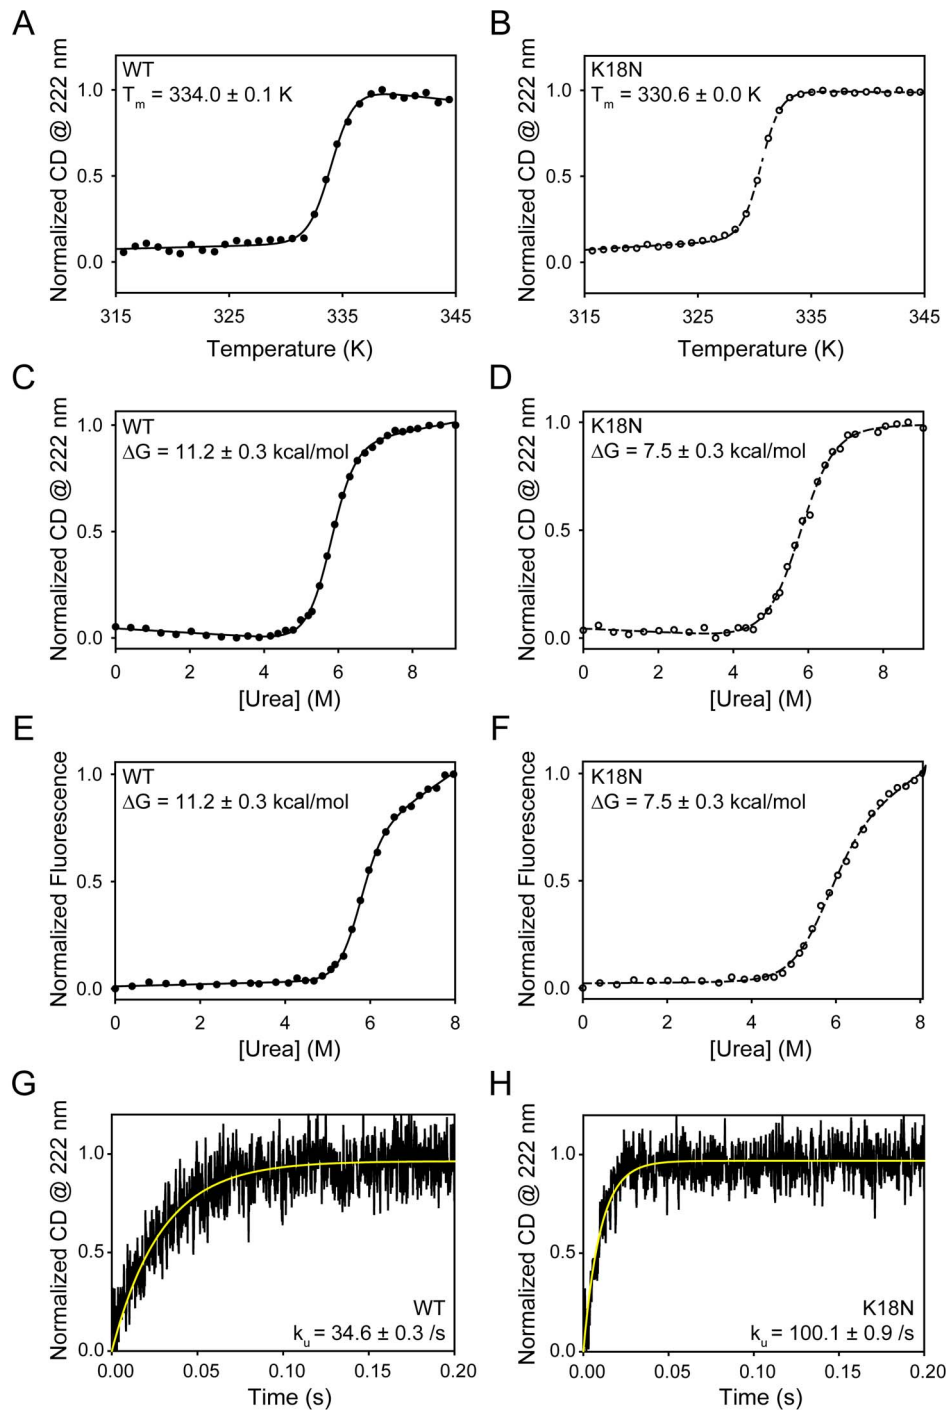 A
Normalized CD @ 222 nm
WT
Tm = 334.0 ± 0.1 K
1.0
0.5
0.0
315 325 335 345
Temperature (K)
B
Normalized CD @ 222 nm
K18N
Tm = 330.6 ± 0.0 K
1.0
0.5
0.0
315 325 335 345
Temperature (K)
C
Normalized CD @ 222 nm
WT
ΔG = 11.2 ± 0.3 kcal/mol
1.0
0.5
0.0
0 2 4 6 8
[Urea] (M)
D
Normalized CD @ 222 nm
K18N
ΔG = 7.5 ± 0.3 kcal/mol
1.0
0.5
0.0
0 2 4 6 8
[Urea] (M)
E
Normalized Fluorescence
WT
ΔG = 11.2 ± 0.3 kcal/mol
1.0
0.5
0.0
0 2 4 6 8
[Urea] (M)
F
Normalized Fluorescence
K18N
ΔG = 7.5 ± 0.3 kcal/mol
1.0
0.5
0.0
0 2 4 6 8
[Urea] (M)
G
Normalized CD @ 222 nm
1.0
0.5
0.0
WT
ku = 34.6 ± 0.3 /s
0.00 0.05 0.10 0.15 0.20
Time (s)
H
Normalized CD @ 222 nm
1.0
0.5
0.0
K18N
ku = 100.1 ± 0.9 /s
0.00 0.05 0.10 0.15 0.20
Time (s)